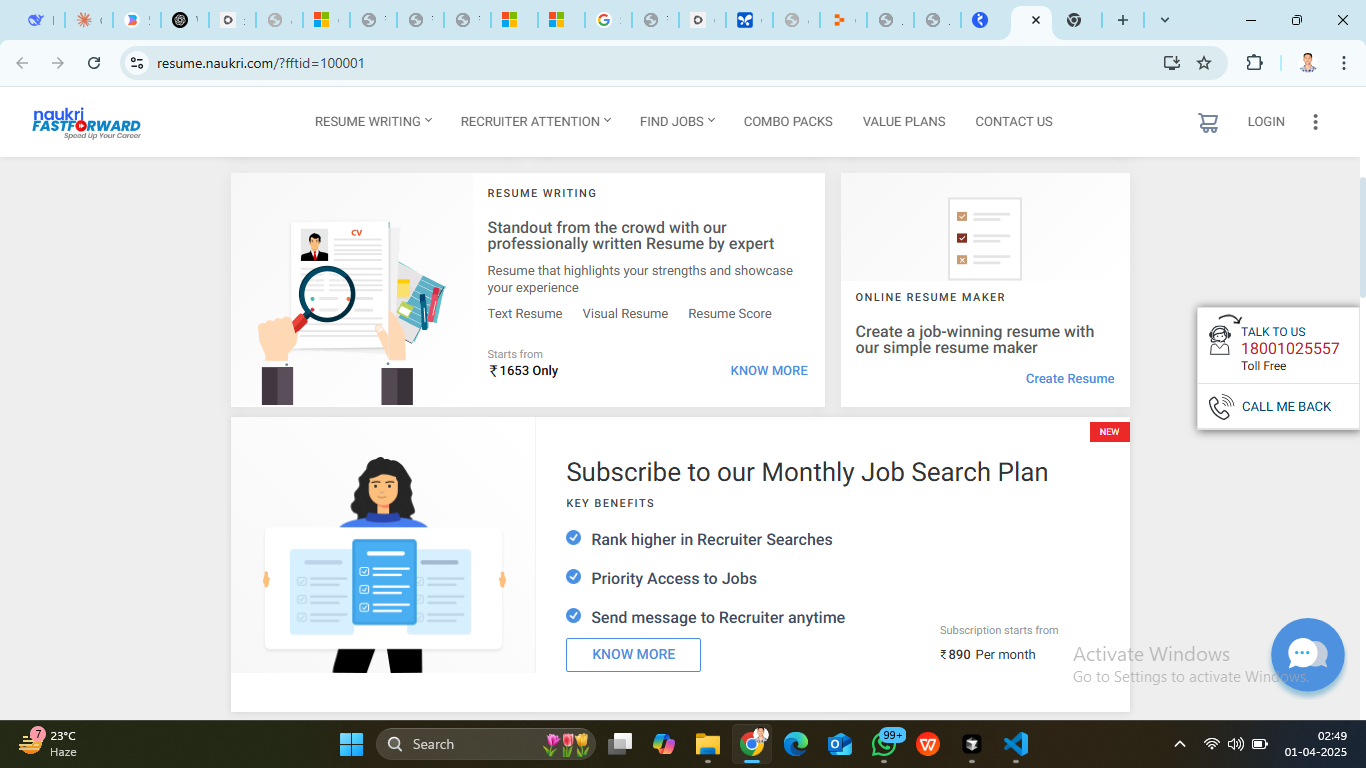 resume.naukri.com/?fftid=100001
naukri
FASTFORWARD
Speed Up Your Career
RESUME WRITING
RECRUITER ATTENTION
FIND JOBS
COMBO PACKS
VALUE PLANS
CONTACT US
LOGIN
CV
RESUME WRITING
Standout from the crowd with our
professionally written Resume by expert
Resume that highlights your strengths and showcase
your experience
Text Resume Visual Resume Resume Score
Starts from
₹ 1653 Only
KNOW MORE
ONLINE RESUME MAKER
Create a job-winning resume with
our simple resume maker
Create Resume
TALK TO US
18001025557
Toll Free
CALL ME BACK
NEW
Subscribe to our Monthly Job Search Plan
KEY BENEFITS
Rank higher in Recruiter Searches
Priority Access to Jobs
Send message to Recruiter anytime
KNOW MORE
Subscription starts from
₹ 890 Per month
Activate Windows
Go to Settings to activate Windows.
7
23°C
Haze
Search
99+
02:49
01-04-2025